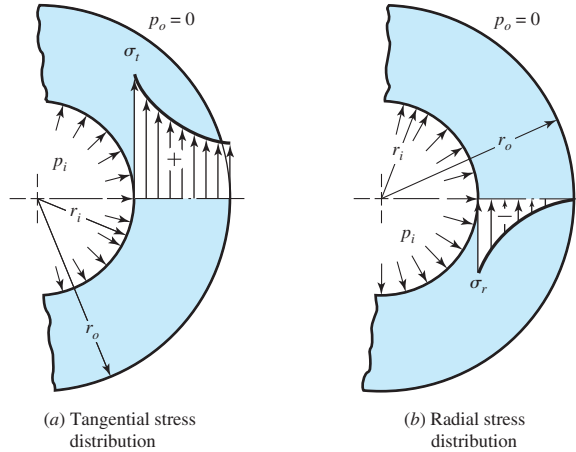 p_o = 0
σ_t
+
p_i
r_i
r_o
(a) Tangential stress
distribution
p_o = 0
r_i
r_o
−
p_i
σ_r
(b) Radial stress
distribution